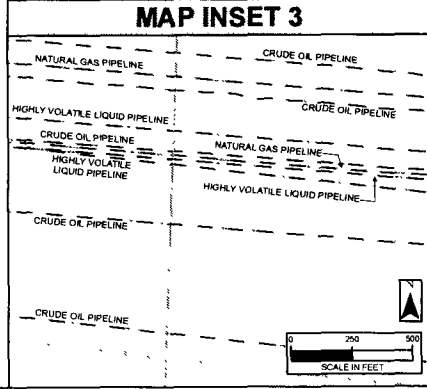 MAP INSET 3
CRUDE OIL PIPELINE
NATURAL GAS PIPELINE
CRUDE OIL PIPELINE
HIGHLY VOLATILE LIQUID PIPELINE
CRUDE OIL PIPELINE
NATURAL GAS PIPELINE
HIGHLY VOLATILE
LIQUID PIPELINE
HIGHLY VOLATILE LIQUID PIPELINE
CRUDE OIL PIPELINE
CRUDE OIL PIPELINE
0 250 500
SCALE IN FEET